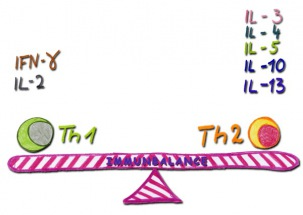 IL-3
IL-4
IL-5
IL-10
IL-13
IFN-γ
IL-2
Th1
Th2
IMMUNBALANCE